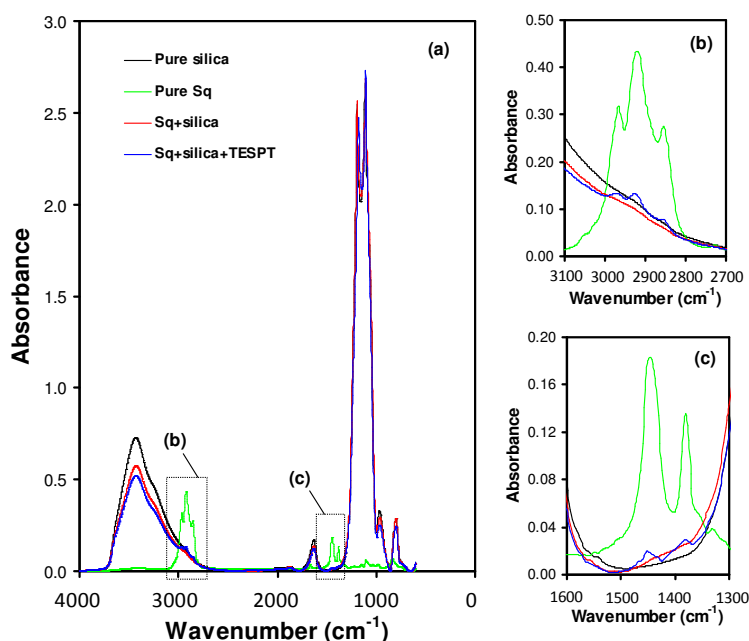 (a)
Pure silica
Pure Sq
Sq+silica
Sq+silica+TESPT
3.0
2.5
2.0
1.5
1.0
0.5
0.0
Absorbance
(b)
(c)
4000 3000 2000 1000 0
Wavenumber (cm-1)
(b)
0.50
0.40
0.30
0.20
0.10
0.00
Absorbance
3100 3000 2900 2800 2700
Wavenumber (cm-1)
(c)
0.20
0.16
0.12
0.08
0.04
0.00
Absorbance
1600 1500 1400 1300
Wavenumber (cm-1)